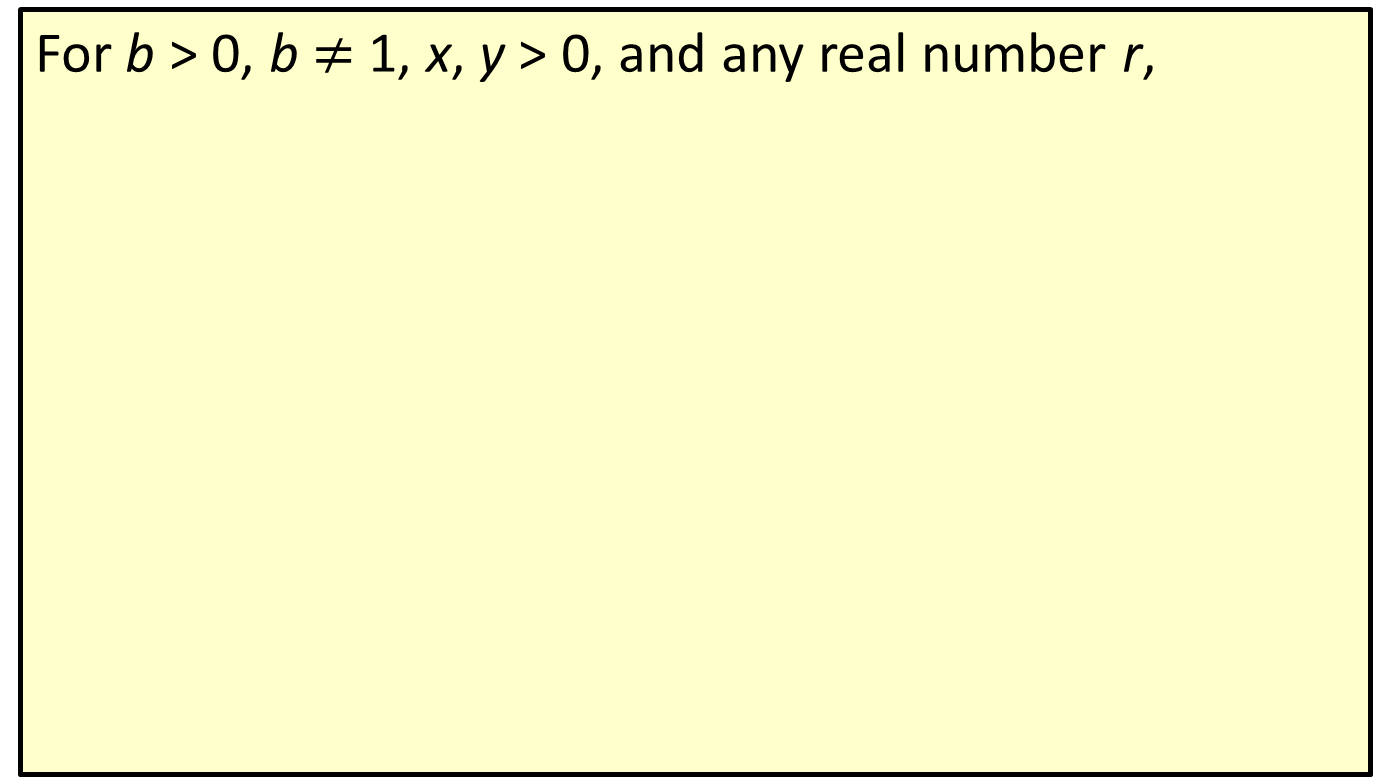 For b > 0, b ≠ 1, x, y > 0, and any real number r,